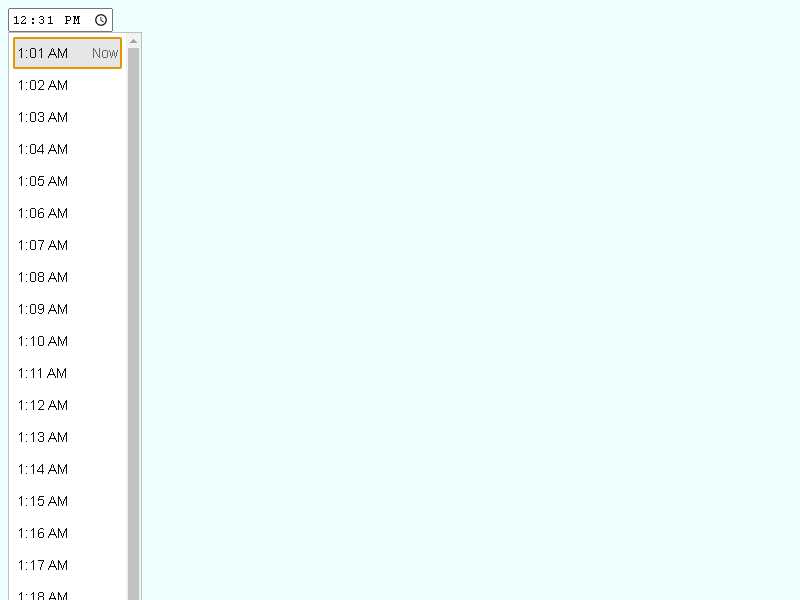 12:31 PM
1:01 AM Now
1:02 AM
1:03 AM
1:04 AM
1:05 AM
1:06 AM
1:07 AM
1:08 AM
1:09 AM
1:10 AM
1:11 AM
1:12 AM
1:13 AM
1:14 AM
1:15 AM
1:16 AM
1:17 AM
1:18 AM